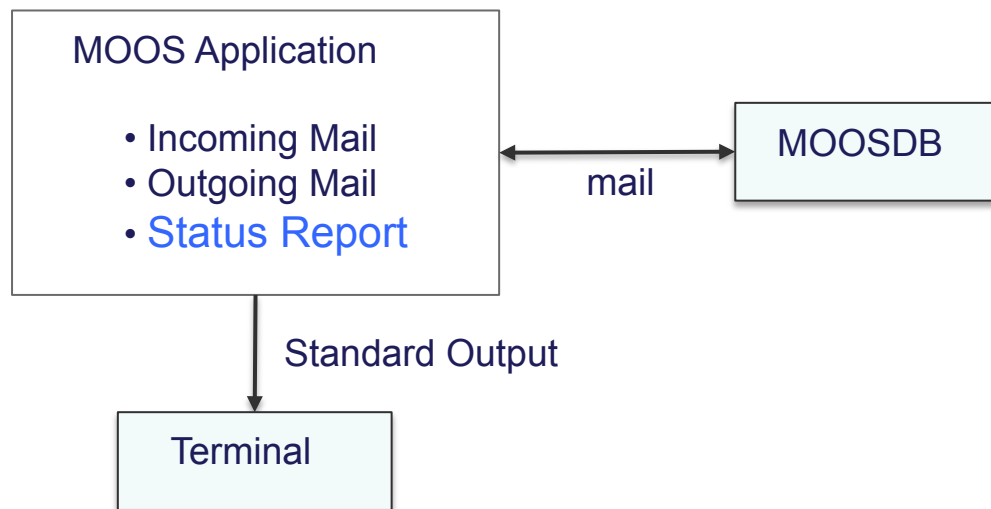 MOOS Application
• Incoming Mail
• Outgoing Mail
• Status Report
MOOSDB
mail
Standard Output
Terminal